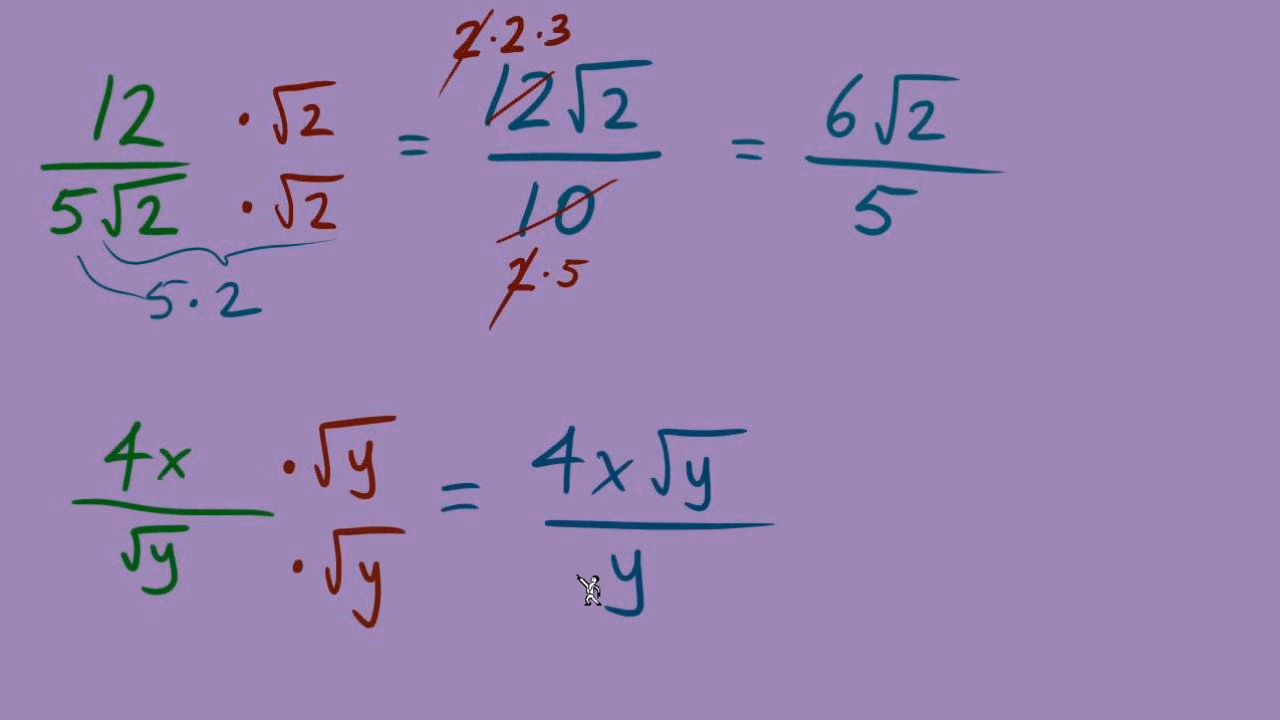 2·2·3
12 ·√2 = 12√2 = 6√2
5√2 ·√2 10 5
5·2 2·5
4x ·√y = 4x√y
√y ·√y y